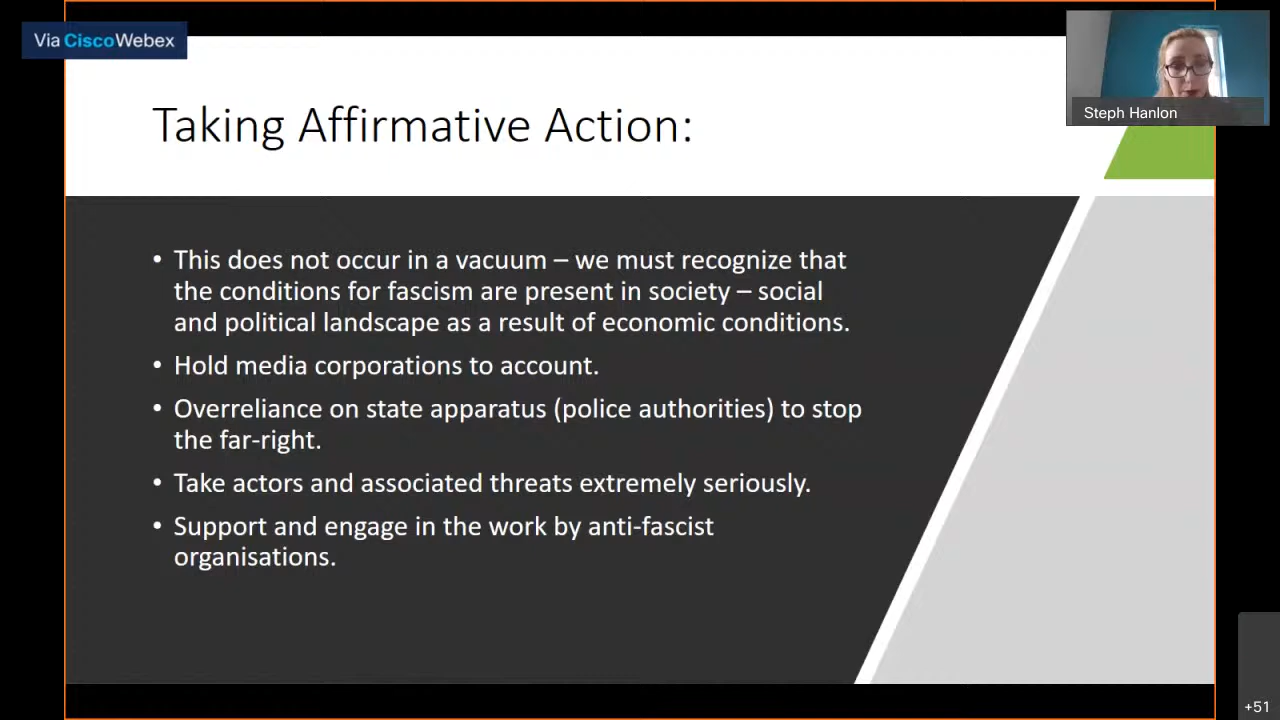 Via Cisco Webex
Steph Hanlon
Taking Affirmative Action:
• This does not occur in a vacuum – we must recognize that
the conditions for fascism are present in society – social
and political landscape as a result of economic conditions.
• Hold media corporations to account.
• Overreliance on state apparatus (police authorities) to stop
the far-right.
• Take actors and associated threats extremely seriously.
• Support and engage in the work by anti-fascist
organisations.
+51